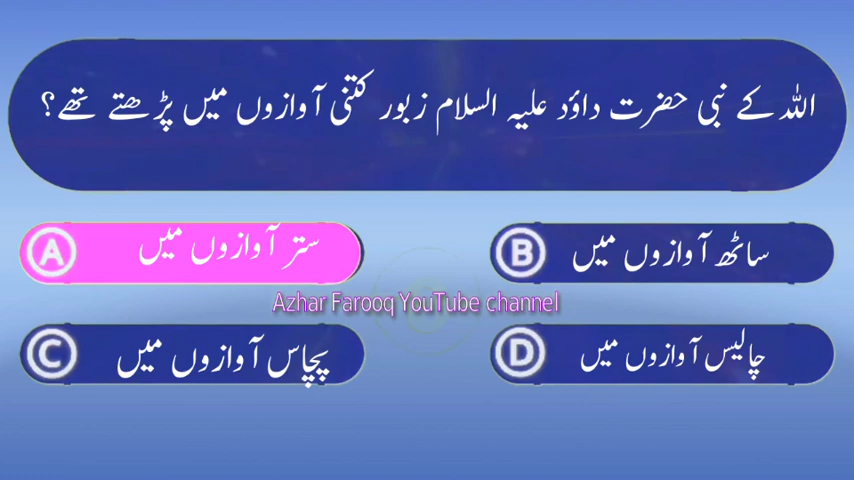 اللہ کے نبی حضرت داؤد علیہ السلام زبور کتنی آوازوں میں پڑھتے تھے؟
A ستر آوازوں میں
B ساٹھ آوازوں میں
Azhar Farooq YouTube channel
C پچاس آوازوں میں
D چالیس آوازوں میں